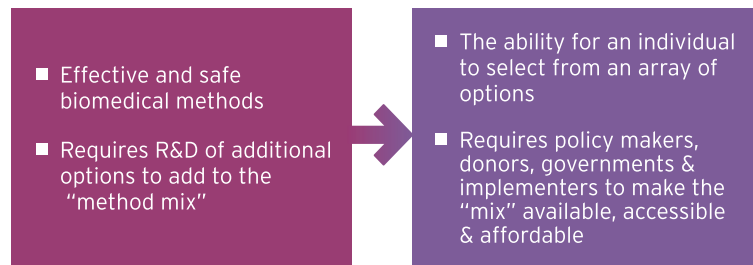 ■ Effective and safe
biomedical methods
■ Requires R&D of additional
options to add to the
“method mix”
■ The ability for an individual
to select from an array of
options
■ Requires policy makers,
donors, governments &
implementers to make the
“mix” available, accessible
& affordable